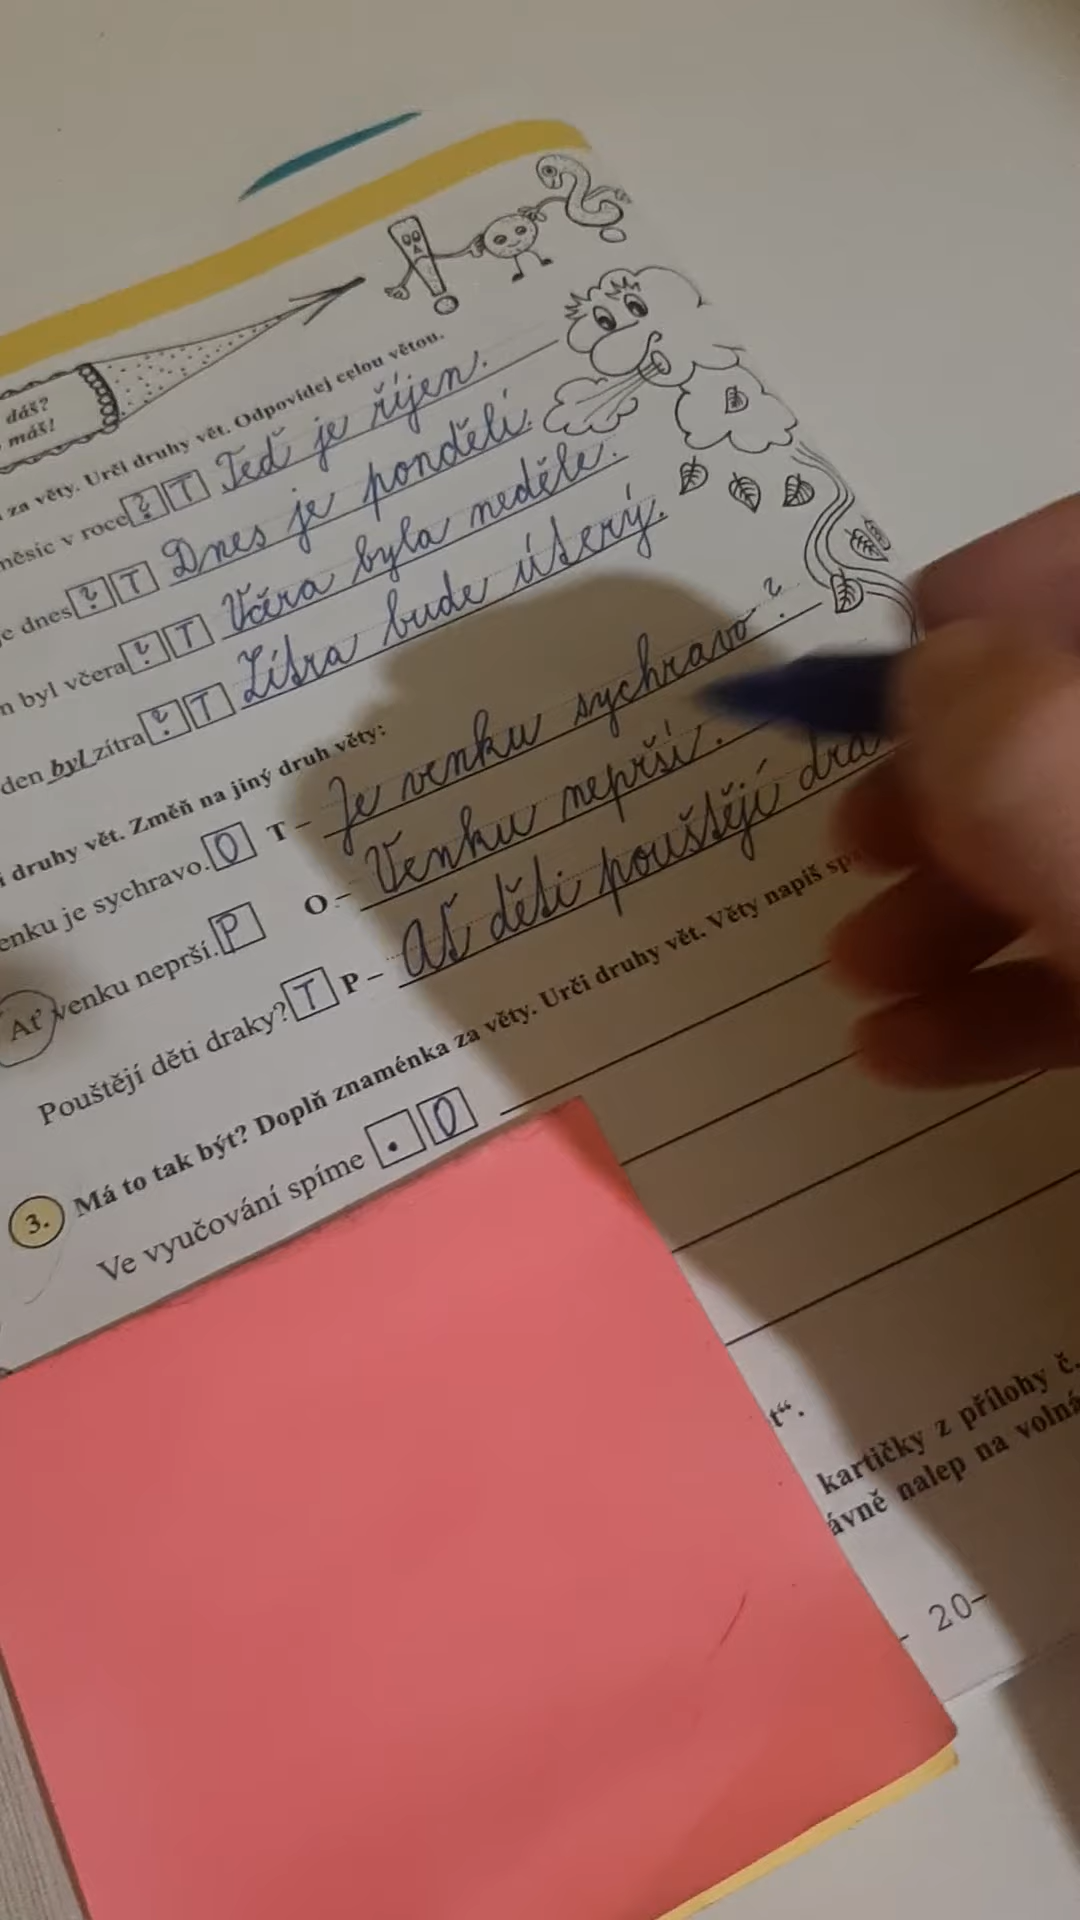 dáš?
máš!
za věty. Urči druhy vět. Odpovídej celou větou.
měsíc v roce ? T Teď je říjen.
je dnes ? T Dnes je pondělí.
n byl včera ? T Včera byla neděle.
den byl zítra ? T Zítra bude úterý.
i druhy vět. Změň na jiný druh věty:
enku je sychravo. O T – Je venku sychravo?
Ať venku neprší. P O – Venku neprší.
Pouštějí děti draky? T P – Ať děti pouštějí dra
3. Má to tak být? Doplň znaménka za věty. Urči druhy vět. Věty napiš sp
Ve vyučování spíme . O
t“.
kartičky z přílohy č.
ávně nalep na volná
- 20-